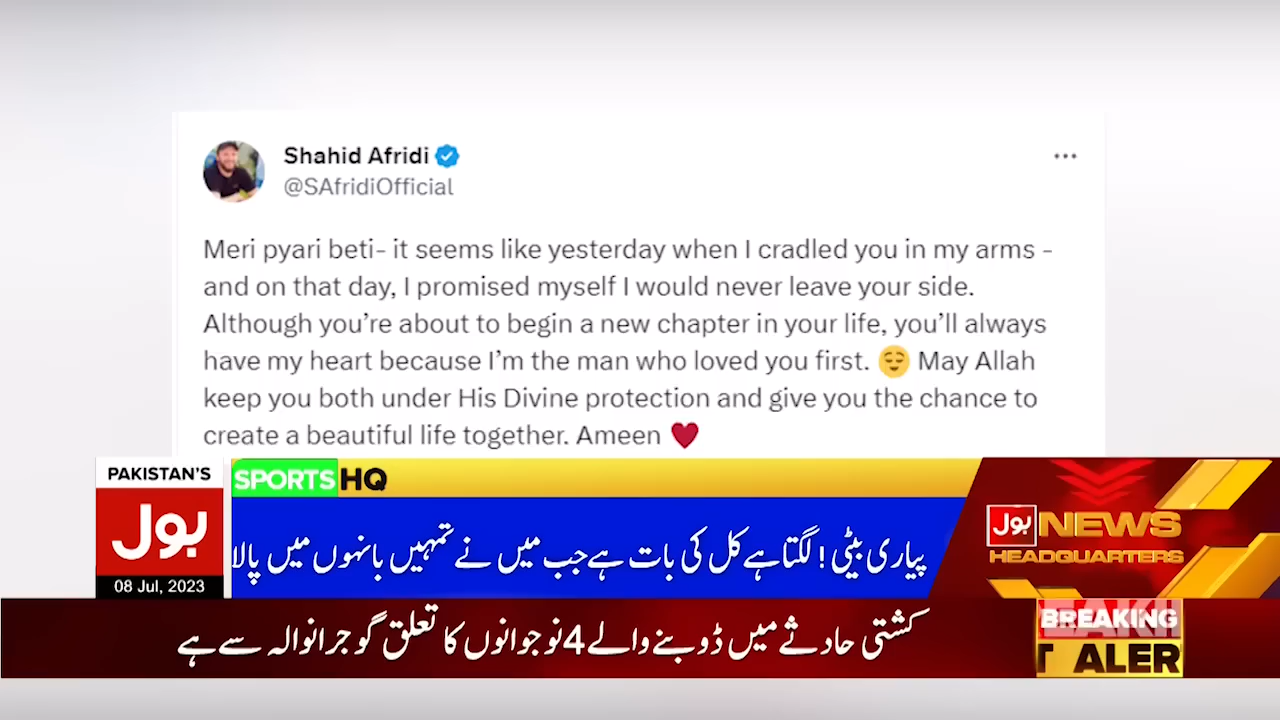 Shahid Afridi
@SAfridiOfficial
Meri pyari beti- it seems like yesterday when I cradled you in my arms -
and on that day, I promised myself I would never leave your side.
Although you’re about to begin a new chapter in your life, you’ll always
have my heart because I’m the man who loved you first. 😌 May Allah
keep you both under His Divine protection and give you the chance to
create a beautiful life together. Ameen ♥
PAKISTAN'S
بول
08 Jul, 2023
SPORTS HQ
پیاری بیٹی ! لگتا ہے کل کی بات ہے جب میں نے تمہیں بانہوں میں پالا
بول NEWS
HEADQUARTERS
کشتی حادثے میں ڈوبنے والے 4 نوجوانوں کا تعلق گوجرانوالہ سے ہے
BREAKING
ALER